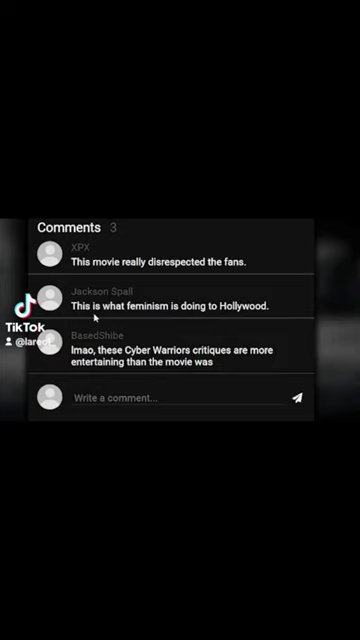 Comments 3
XPX
This movie really disrespected the fans.
Jackson Spall
This is what feminism is doing to Hollywood.
TikTok
BasedShibe
@lareof
lmao, these Cyber Warriors critiques are more
entertaining than the movie was
Write a comment...